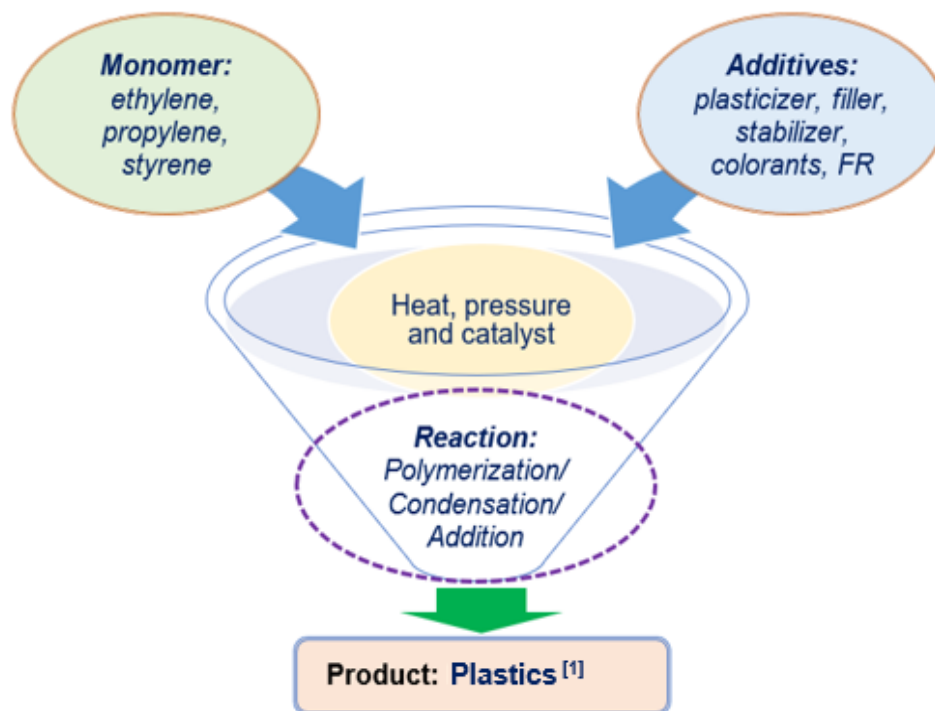 Monomer:
ethylene,
propylene,
styrene
Additives:
plasticizer, filler,
stabilizer,
colorants, FR
Heat, pressure
and catalyst
Reaction:
Polymerization/
Condensation/
Addition
Product: Plastics [1]